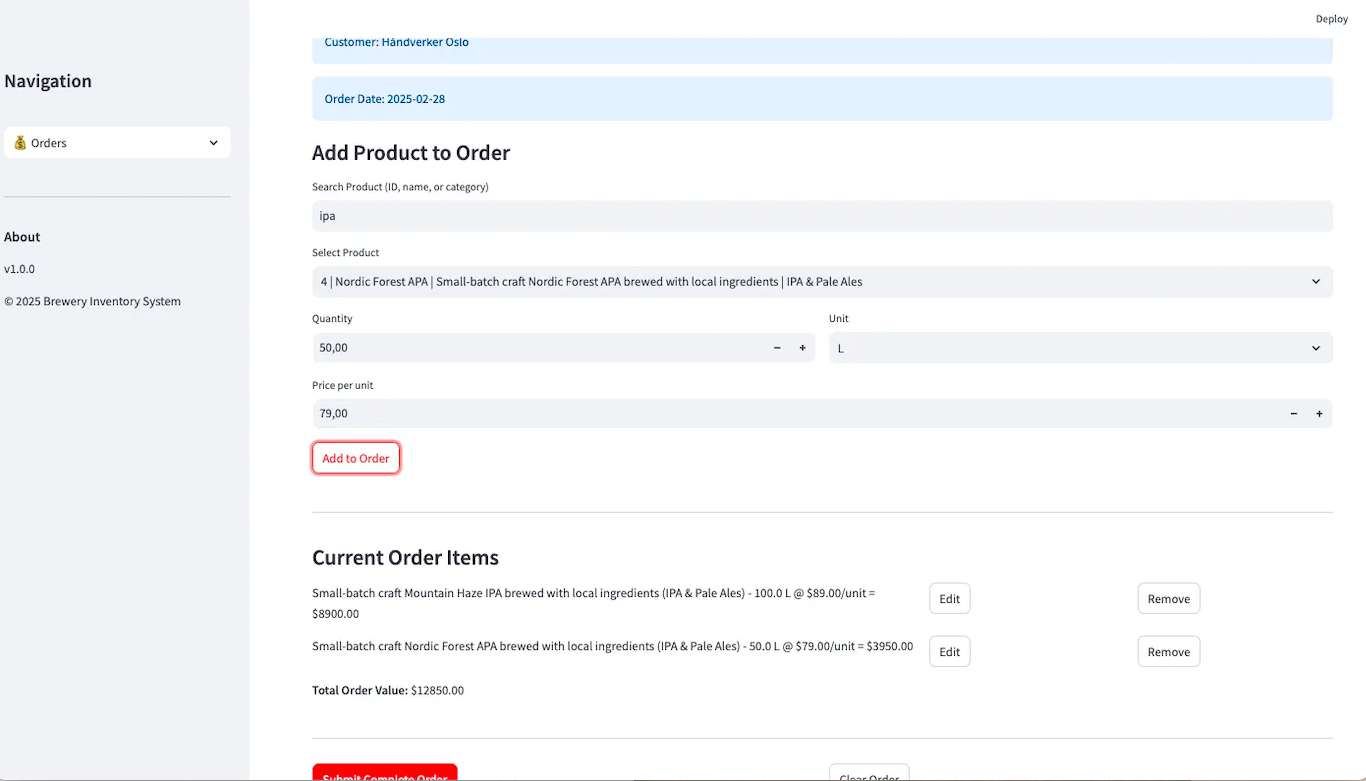 Deploy
Navigation
💰 Orders
About
v1.0.0
© 2025 Brewery Inventory System
Customer: Håndverker Oslo
Order Date: 2025-02-28
Add Product to Order
Search Product (ID, name, or category)
ipa
Select Product
4 | Nordic Forest APA | Small-batch craft Nordic Forest APA brewed with local ingredients | IPA & Pale Ales
Quantity
50,00
− +
Unit
L
Price per unit
79,00
− +
Add to Order
Current Order Items
Small-batch craft Mountain Haze IPA brewed with local ingredients (IPA & Pale Ales) - 100.0 L @ $89.00/unit =
$8900.00
Edit
Remove
Small-batch craft Nordic Forest APA brewed with local ingredients (IPA & Pale Ales) - 50.0 L @ $79.00/unit = $3950.00
Edit
Remove
Total Order Value: $12850.00
Submit Complete Order
Clear Order